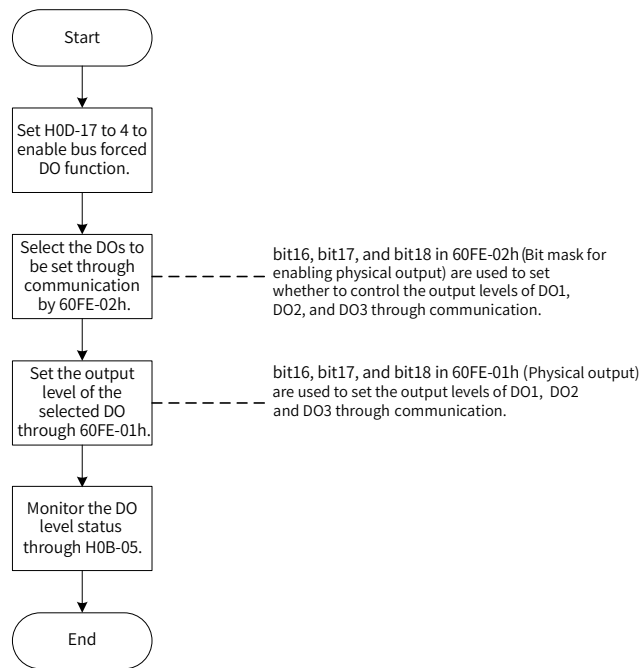 Start
Set H0D-17 to 4 to
enable bus forced
DO function.
Select the DOs to
be set through
communication
by 60FE-02h.
bit16, bit17, and bit18 in 60FE-02h (Bit mask for
enabling physical output) are used to set
whether to control the output levels of DO1,
DO2, and DO3 through communication.
Set the output
level of the
selected DO
through 60FE-01h.
bit16, bit17, and bit18 in 60FE-01h (Physical output)
are used to set the output levels of DO1, DO2
and DO3 through communication.
Monitor the DO
level status
through H0B-05.
End